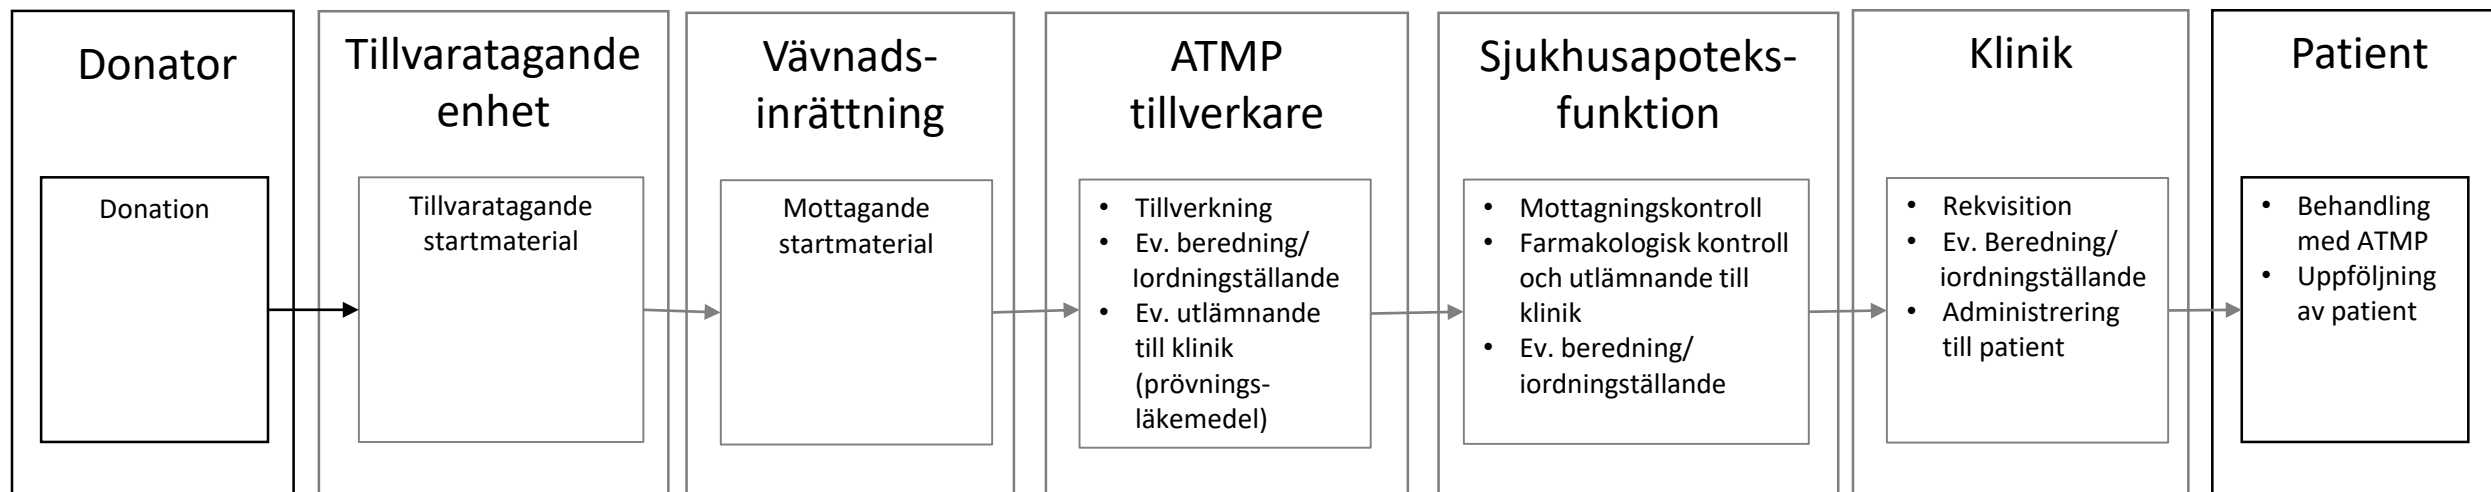 Donator
Donation
Tillvaratagande
enhet
Tillvaratagande
startmaterial
Vävnads-
inrättning
Mottagande
startmaterial
ATMP
tillverkare
• Tillverkning
• Ev. beredning/
Iordningställande
• Ev. utlämnande
till klinik
(prövnings-
läkemedel)
Sjukhusapoteks-
funktion
• Mottagningskontroll
• Farmakologisk kontroll
och utlämnande till
klinik
• Ev. beredning/
iordningställande
Klinik
• Rekvisition
• Ev. Beredning/
iordningställande
• Administrering
till patient
Patient
• Behandling
med ATMP
• Uppföljning
av patient